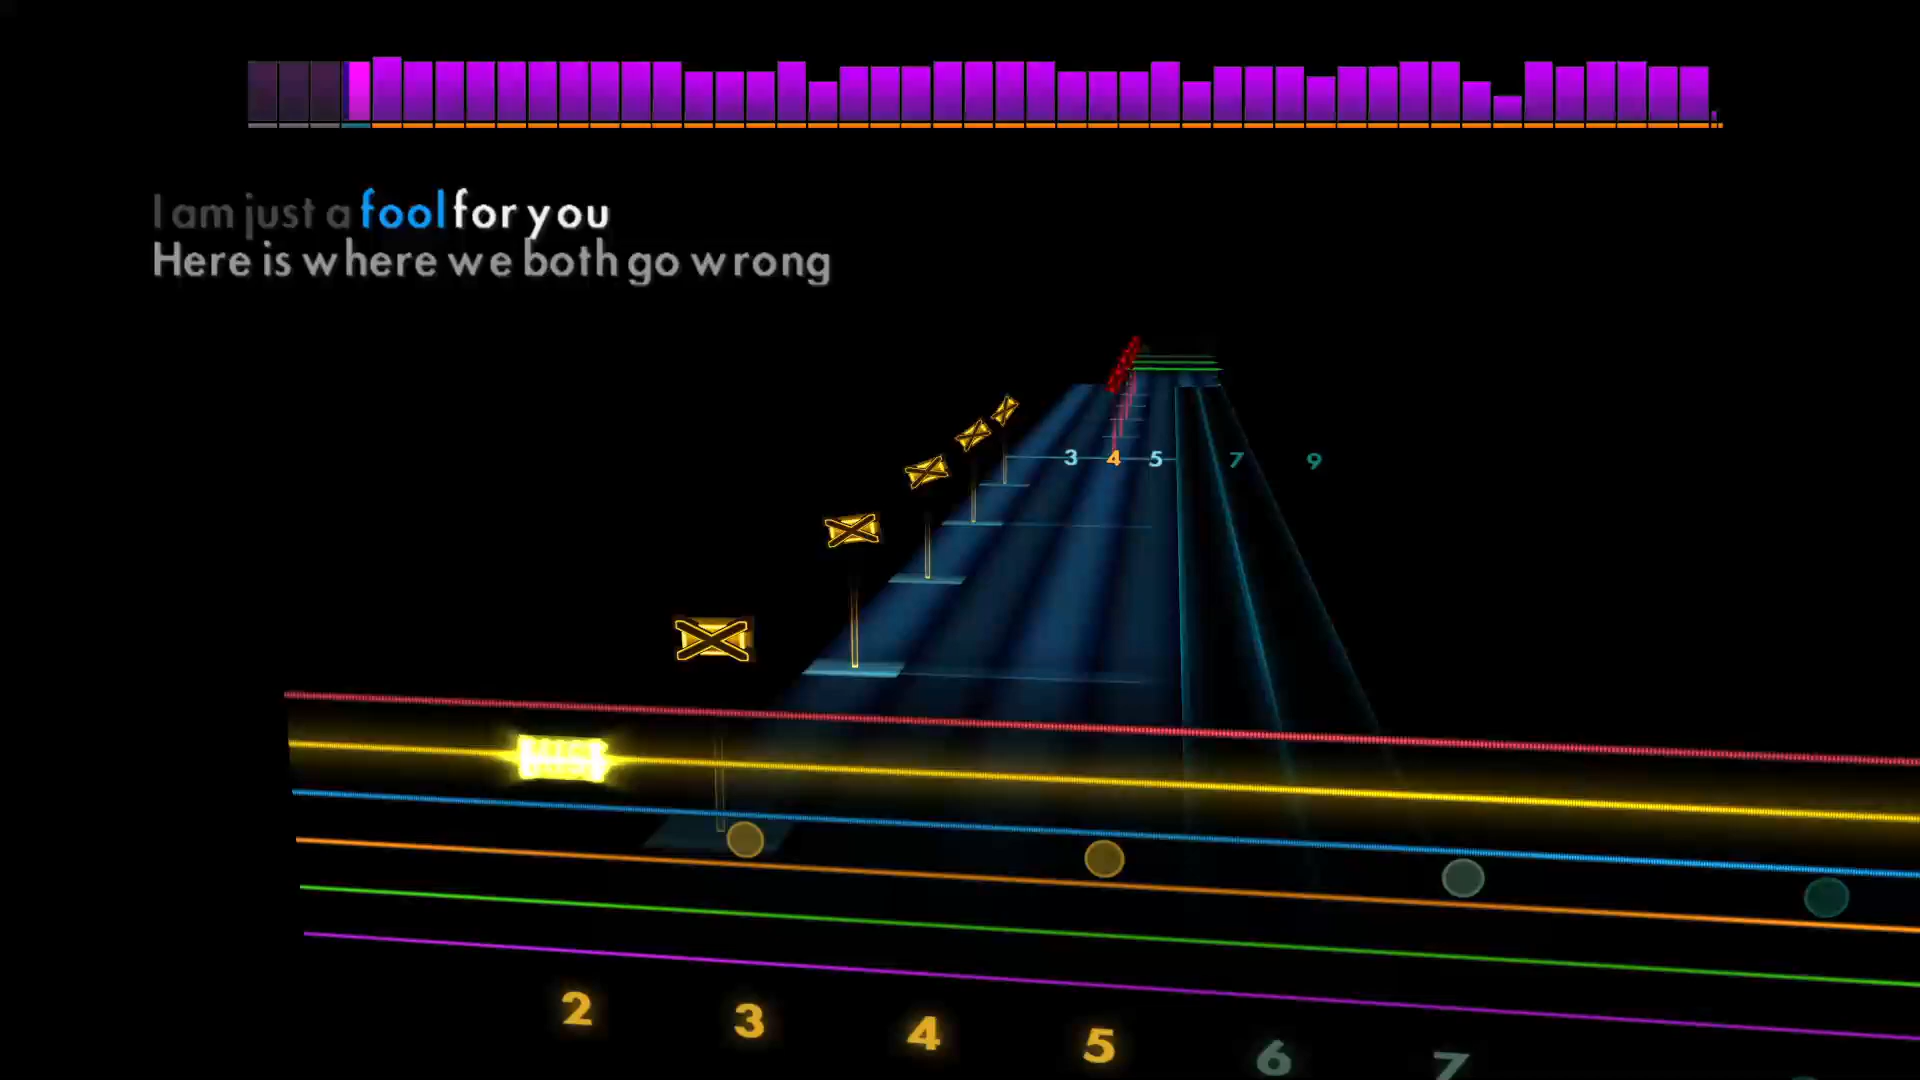 I am just a fool for you
Here is where we both go wrong
3 4 5 7 9
2 3 4 5 6 7